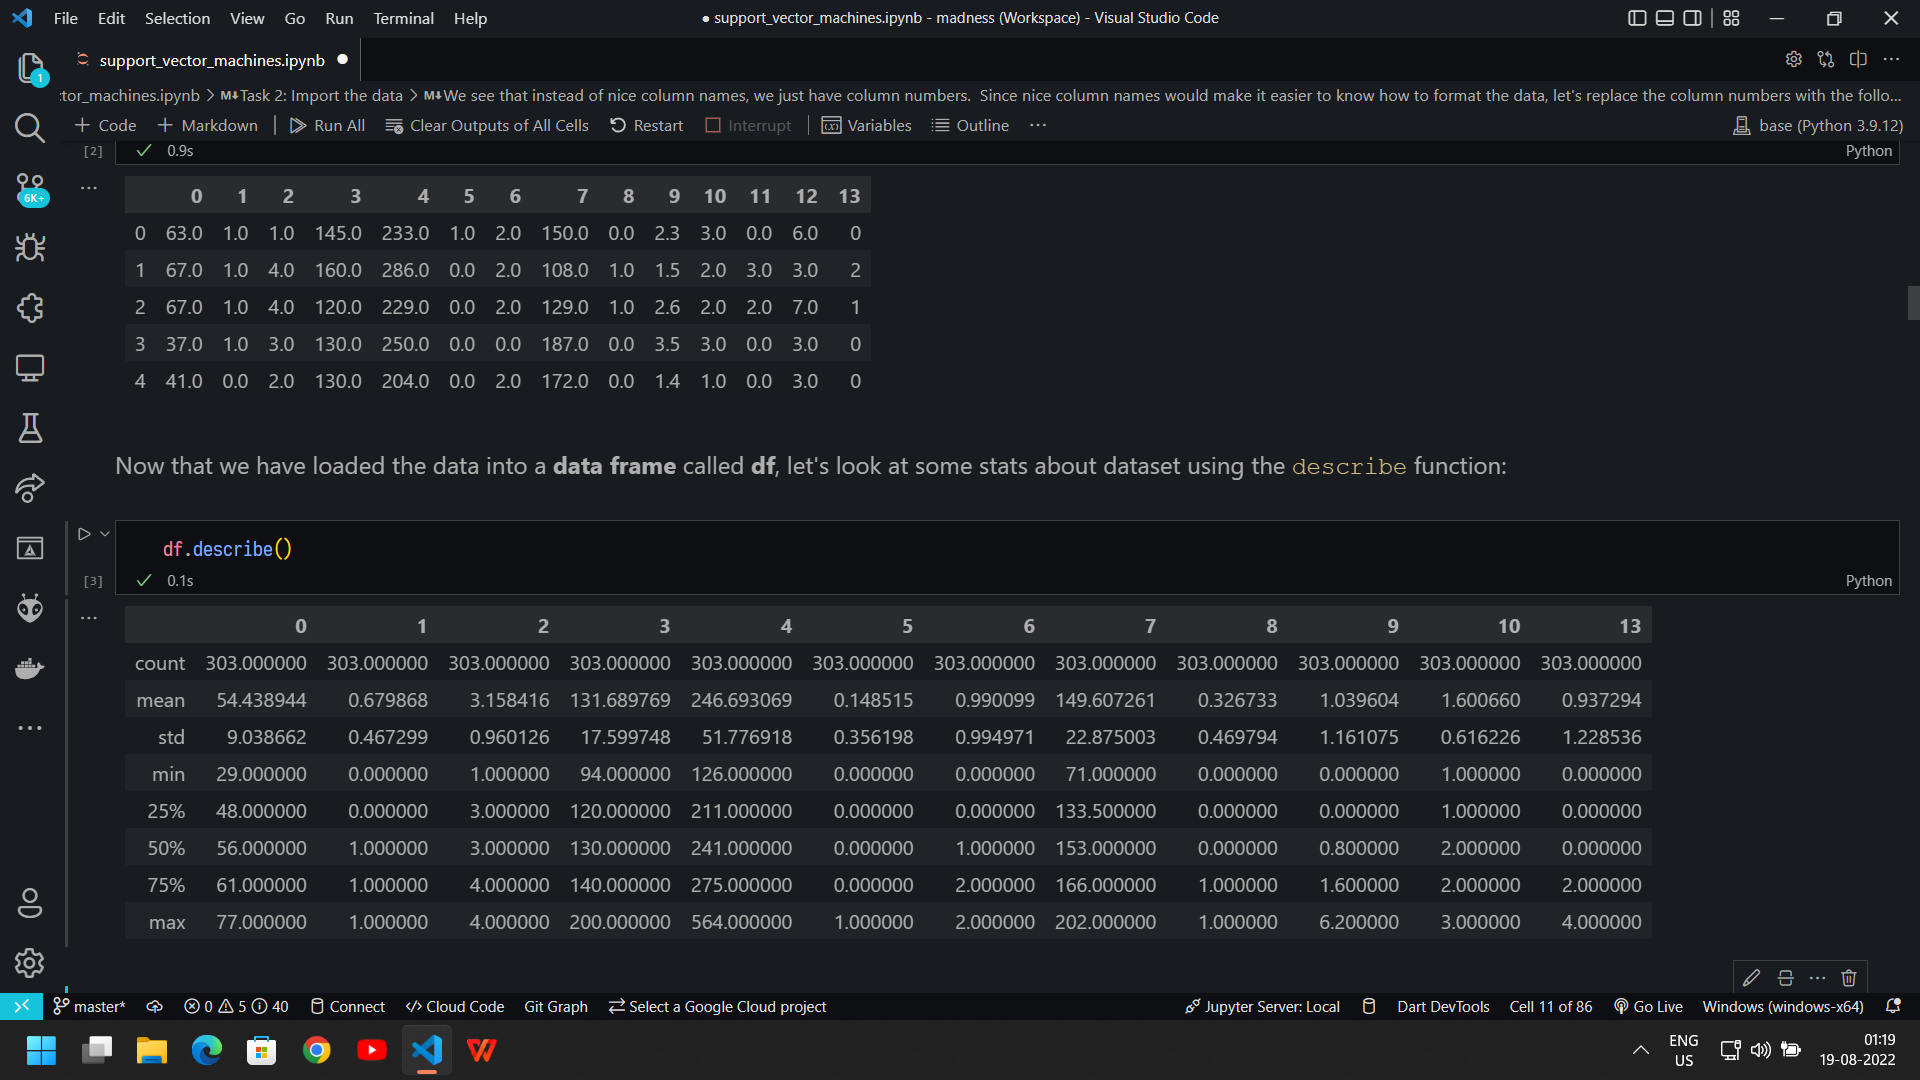 File Edit Selection View Go Run Terminal Help ● support_vector_machines.ipynb - madness (Workspace) - Visual Studio Code
support_vector_machines.ipynb
tor_machines.ipynb > M↓Task 2: Import the data > M↓We see that instead of nice column names, we just have column numbers. Since nice column names would make it easier to know how to format the data, let's replace the column numbers with the follo...
+ Code + Markdown | Run All Clear Outputs of All Cells Restart Interrupt | Variables Outline ... base (Python 3.9.12)
[2] 0.9s Python
0 1 2 3 4 5 6 7 8 9 10 11 12 13
0 63.0 1.0 1.0 145.0 233.0 1.0 2.0 150.0 0.0 2.3 3.0 0.0 6.0 0
1 67.0 1.0 4.0 160.0 286.0 0.0 2.0 108.0 1.0 1.5 2.0 3.0 3.0 2
2 67.0 1.0 4.0 120.0 229.0 0.0 2.0 129.0 1.0 2.6 2.0 2.0 7.0 1
3 37.0 1.0 3.0 130.0 250.0 0.0 0.0 187.0 0.0 3.5 3.0 0.0 3.0 0
4 41.0 0.0 2.0 130.0 204.0 0.0 2.0 172.0 0.0 1.4 1.0 0.0 3.0 0
Now that we have loaded the data into a data frame called df, let's look at some stats about dataset using the describe function:
df.describe()
[3] 0.1s Python
0 1 2 3 4 5 6 7 8 9 10 13
count 303.000000 303.000000 303.000000 303.000000 303.000000 303.000000 303.000000 303.000000 303.000000 303.000000 303.000000 303.000000
mean 54.438944 0.679868 3.158416 131.689769 246.693069 0.148515 0.990099 149.607261 0.326733 1.039604 1.600660 0.937294
std 9.038662 0.467299 0.960126 17.599748 51.776918 0.356198 0.994971 22.875003 0.469794 1.161075 0.616226 1.228536
min 29.000000 0.000000 1.000000 94.000000 126.000000 0.000000 0.000000 71.000000 0.000000 0.000000 1.000000 0.000000
25% 48.000000 0.000000 3.000000 120.000000 211.000000 0.000000 0.000000 133.500000 0.000000 0.000000 1.000000 0.000000
50% 56.000000 1.000000 3.000000 130.000000 241.000000 0.000000 1.000000 153.000000 0.000000 0.800000 2.000000 0.000000
75% 61.000000 1.000000 4.000000 140.000000 275.000000 0.000000 2.000000 166.000000 1.000000 1.600000 2.000000 2.000000
max 77.000000 1.000000 4.000000 200.000000 564.000000 1.000000 2.000000 202.000000 1.000000 6.200000 3.000000 4.000000
1
6K+
master* 0 5 40 Connect Cloud Code Git Graph Select a Google Cloud project Jupyter Server: Local Dart DevTools Cell 11 of 86 Go Live Windows (windows-x64)
ENG
US
01:19
19-08-2022